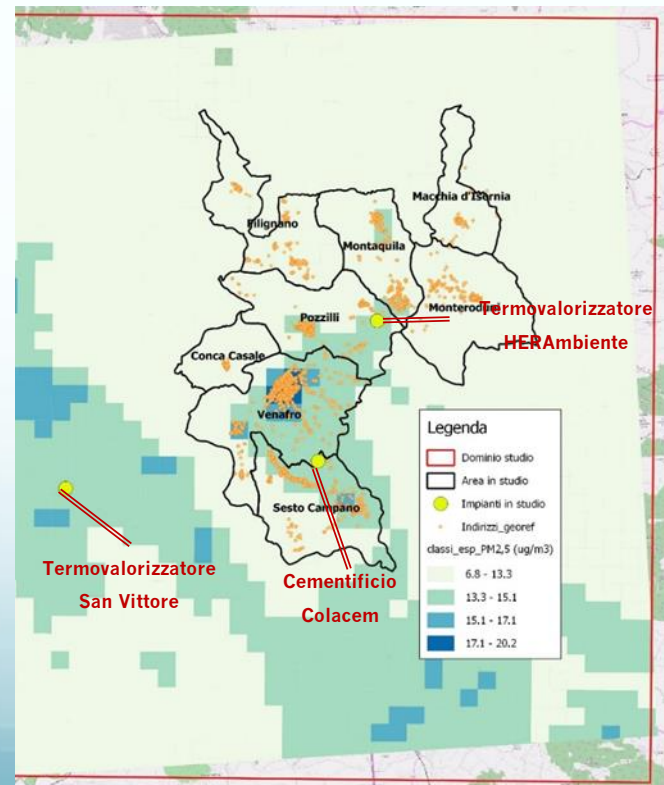 Macchia d'Isernia
Filignano
Montaquila
Monteroduni
Termovalorizzatore
HERAmbiente
Pozzilli
Conca Casale
Venafro
Sesto Campano
Termovalorizzatore
San Vittore
Cementificio
Colacem
Legenda
Dominio studio
Area in studio
Impianti in studio
Indirizzi_georef
classi_esp_PM2,5 (ug/m3)
6.8 - 13.3
13.3 - 15.1
15.1 - 17.1
17.1 - 20.2